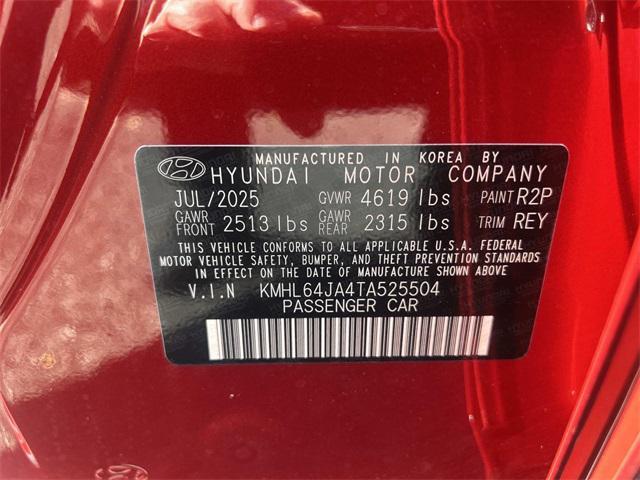 MANUFACTURED IN KOREA BY
HYUNDAI MOTOR COMPANY
JUL/2025 GVWR 4619 lbs PAINT R2P
GAWR FRONT 2513 lbs GAWR REAR 2315 lbs TRIM REY
THIS VEHICLE CONFORMS TO ALL APPLICABLE U.S.A. FEDERAL
MOTOR VEHICLE SAFETY, BUMPER, AND THEFT PREVENTION STANDARDS
IN EFFECT ON THE DATE OF MANUFACTURE SHOWN ABOVE
V.I.N KMHL64JA4TA525504
PASSENGER CAR